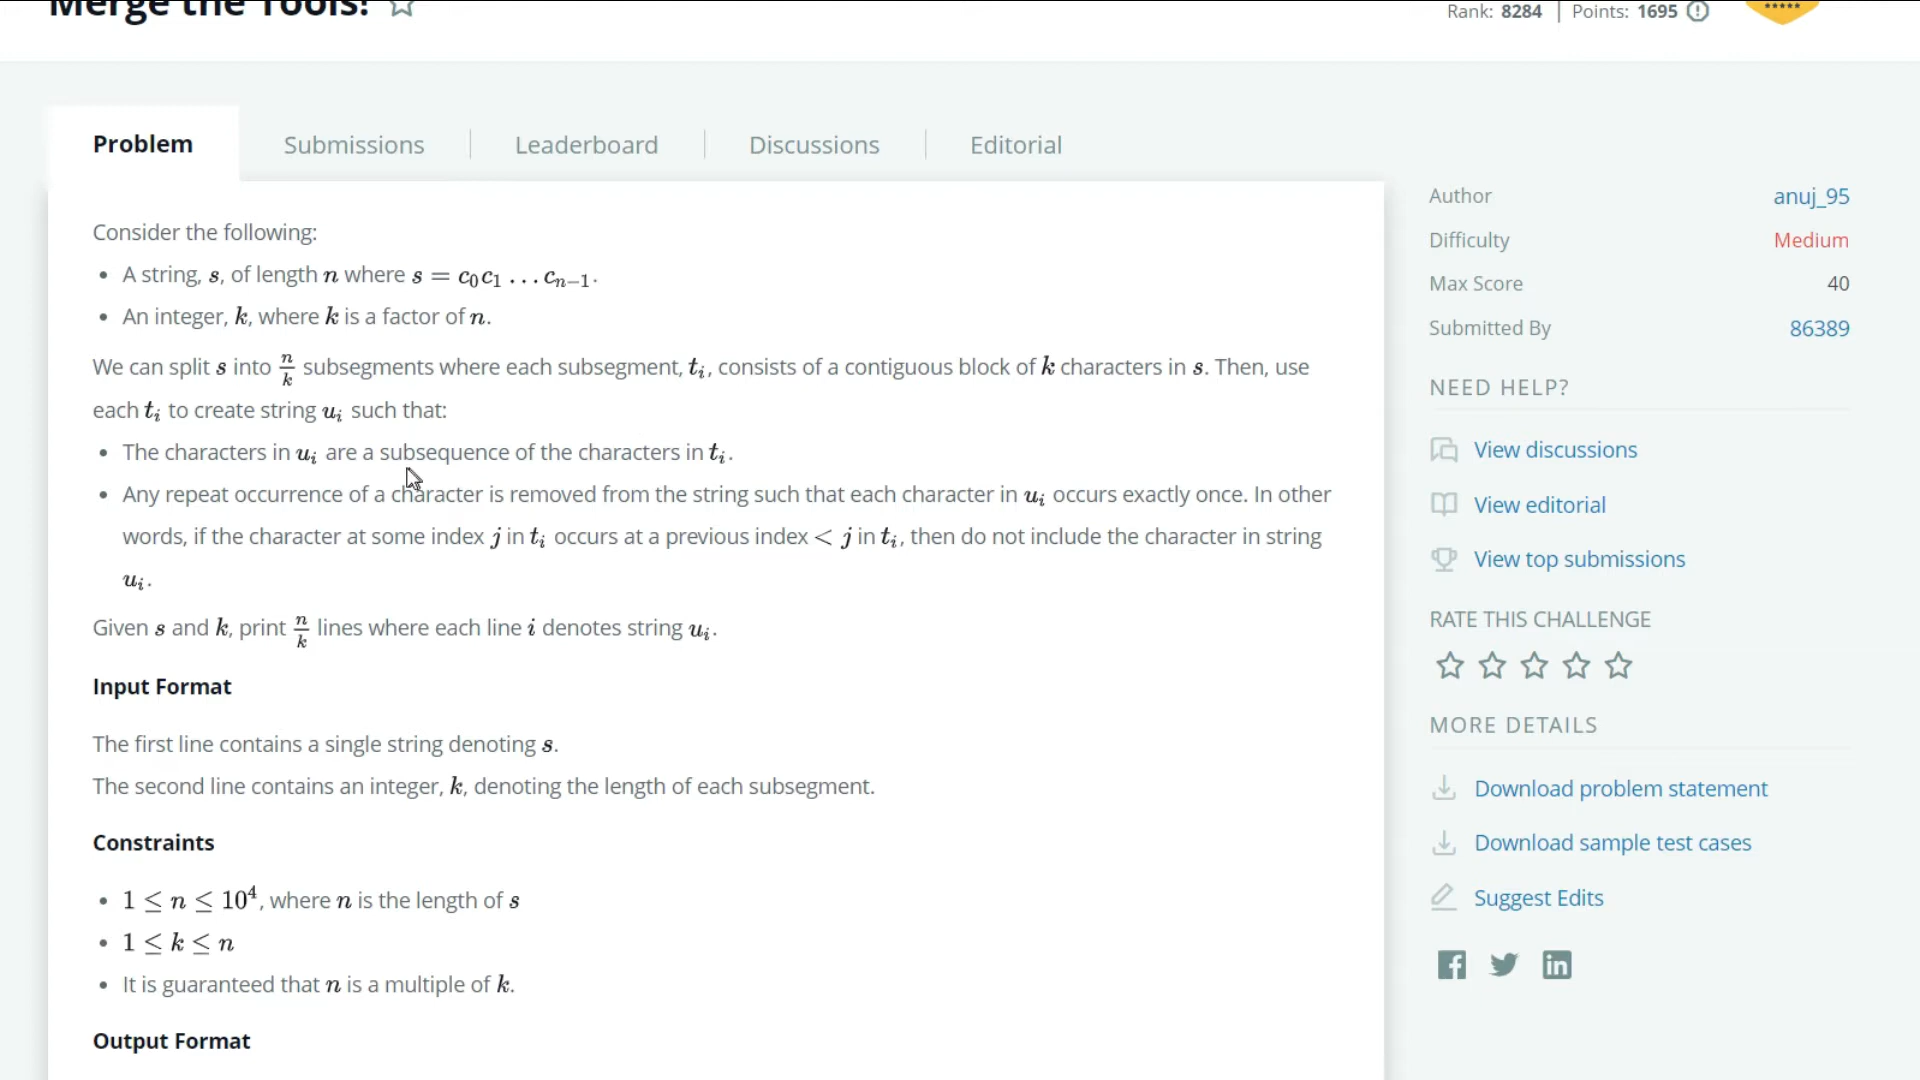 Merge the Tools!
Rank: 8284 | Points: 1695
Problem
Submissions
Leaderboard
Discussions
Editorial
Consider the following:
• A string, s, of length n where s = c₀c₁ . . . cₙ₋₁.
• An integer, k, where k is a factor of n.
We can split s into n/k subsegments where each subsegment, tᵢ, consists of a contiguous block of k characters in s. Then, use
each tᵢ to create string uᵢ such that:
• The characters in uᵢ are a subsequence of the characters in tᵢ.
• Any repeat occurrence of a character is removed from the string such that each character in uᵢ occurs exactly once. In other
words, if the character at some index j in tᵢ occurs at a previous index < j in tᵢ, then do not include the character in string
uᵢ.
Given s and k, print n/k lines where each line i denotes string uᵢ.
Input Format
The first line contains a single string denoting s.
The second line contains an integer, k, denoting the length of each subsegment.
Constraints
• 1 ≤ n ≤ 10⁴, where n is the length of s
• 1 ≤ k ≤ n
• It is guaranteed that n is a multiple of k.
Output Format
Author anuj_95
Difficulty Medium
Max Score 40
Submitted By 86389
NEED HELP?
View discussions
View editorial
View top submissions
RATE THIS CHALLENGE
MORE DETAILS
Download problem statement
Download sample test cases
Suggest Edits